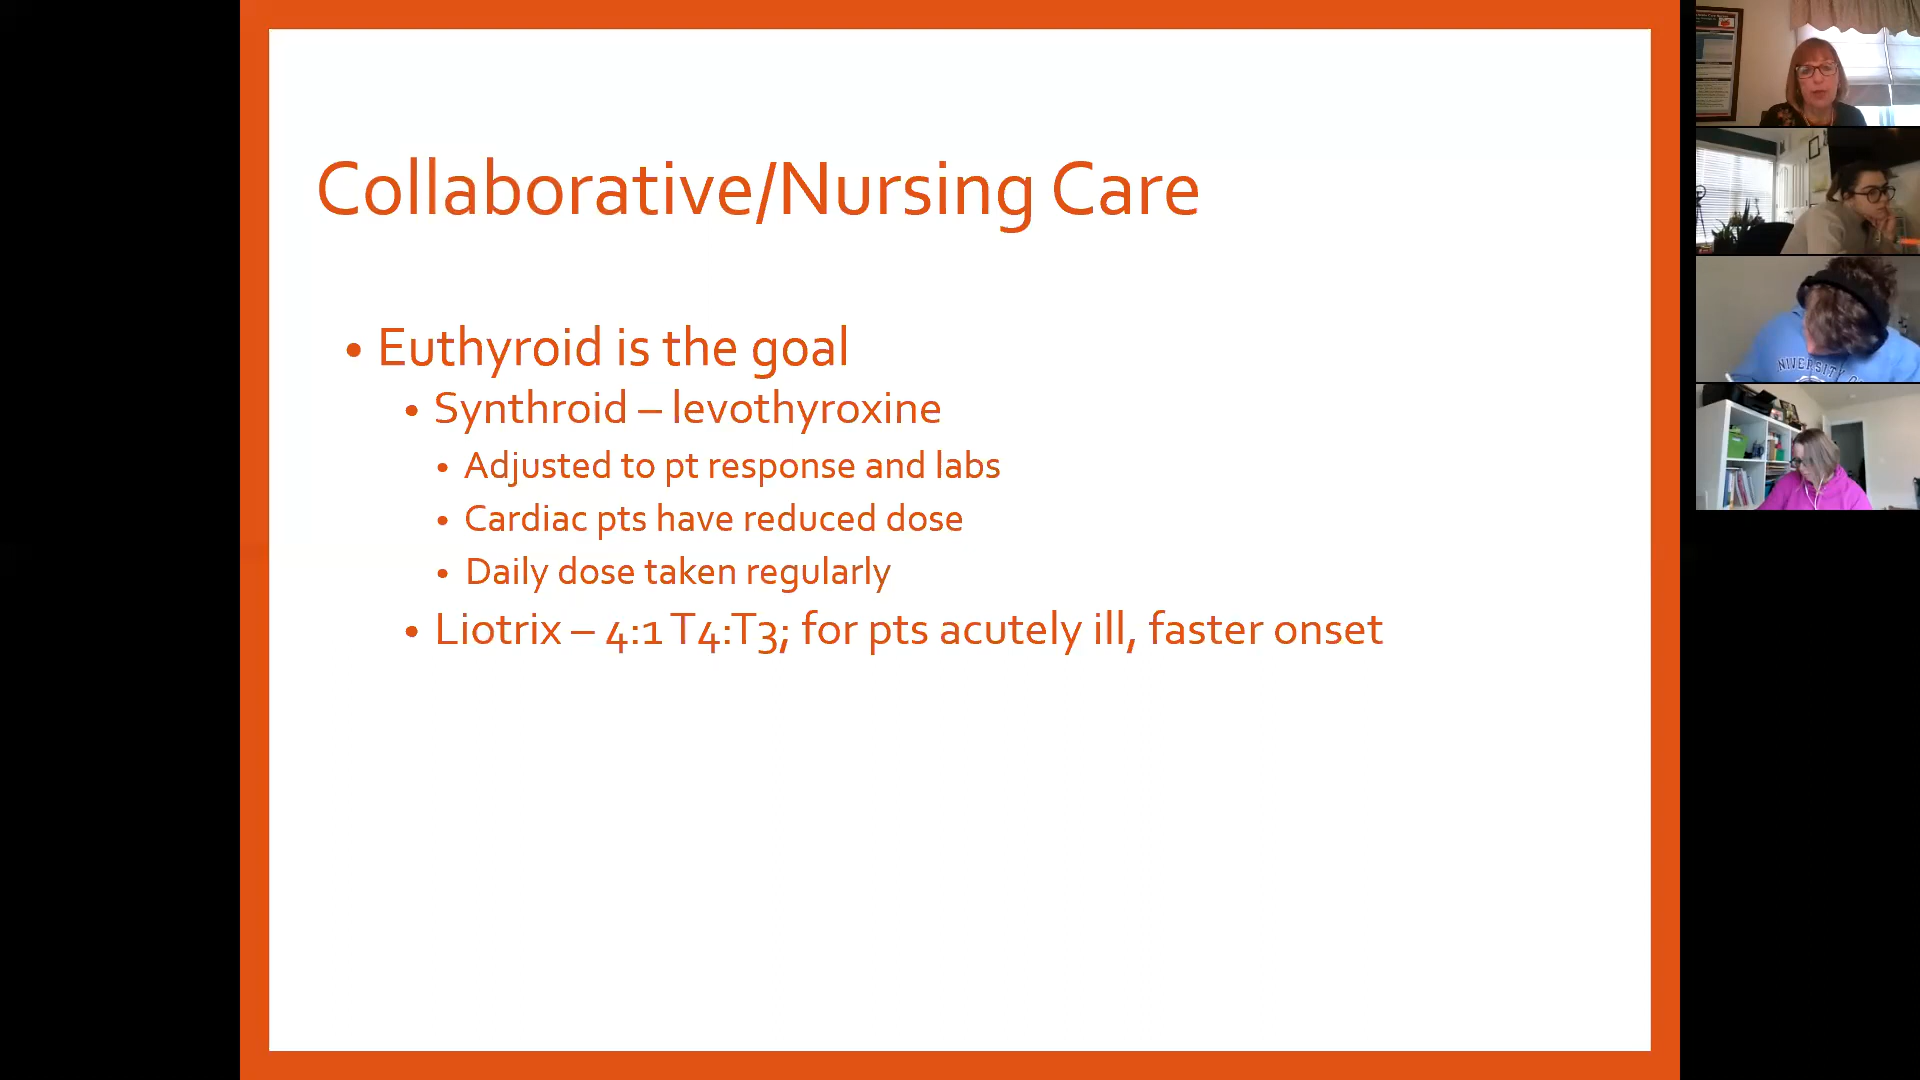 Collaborative/Nursing Care
• Euthyroid is the goal
• Synthroid – levothyroxine
• Adjusted to pt response and labs
• Cardiac pts have reduced dose
• Daily dose taken regularly
• Liotrix – 4:1 T4:T3; for pts acutely ill, faster onset
NIVERSITY O